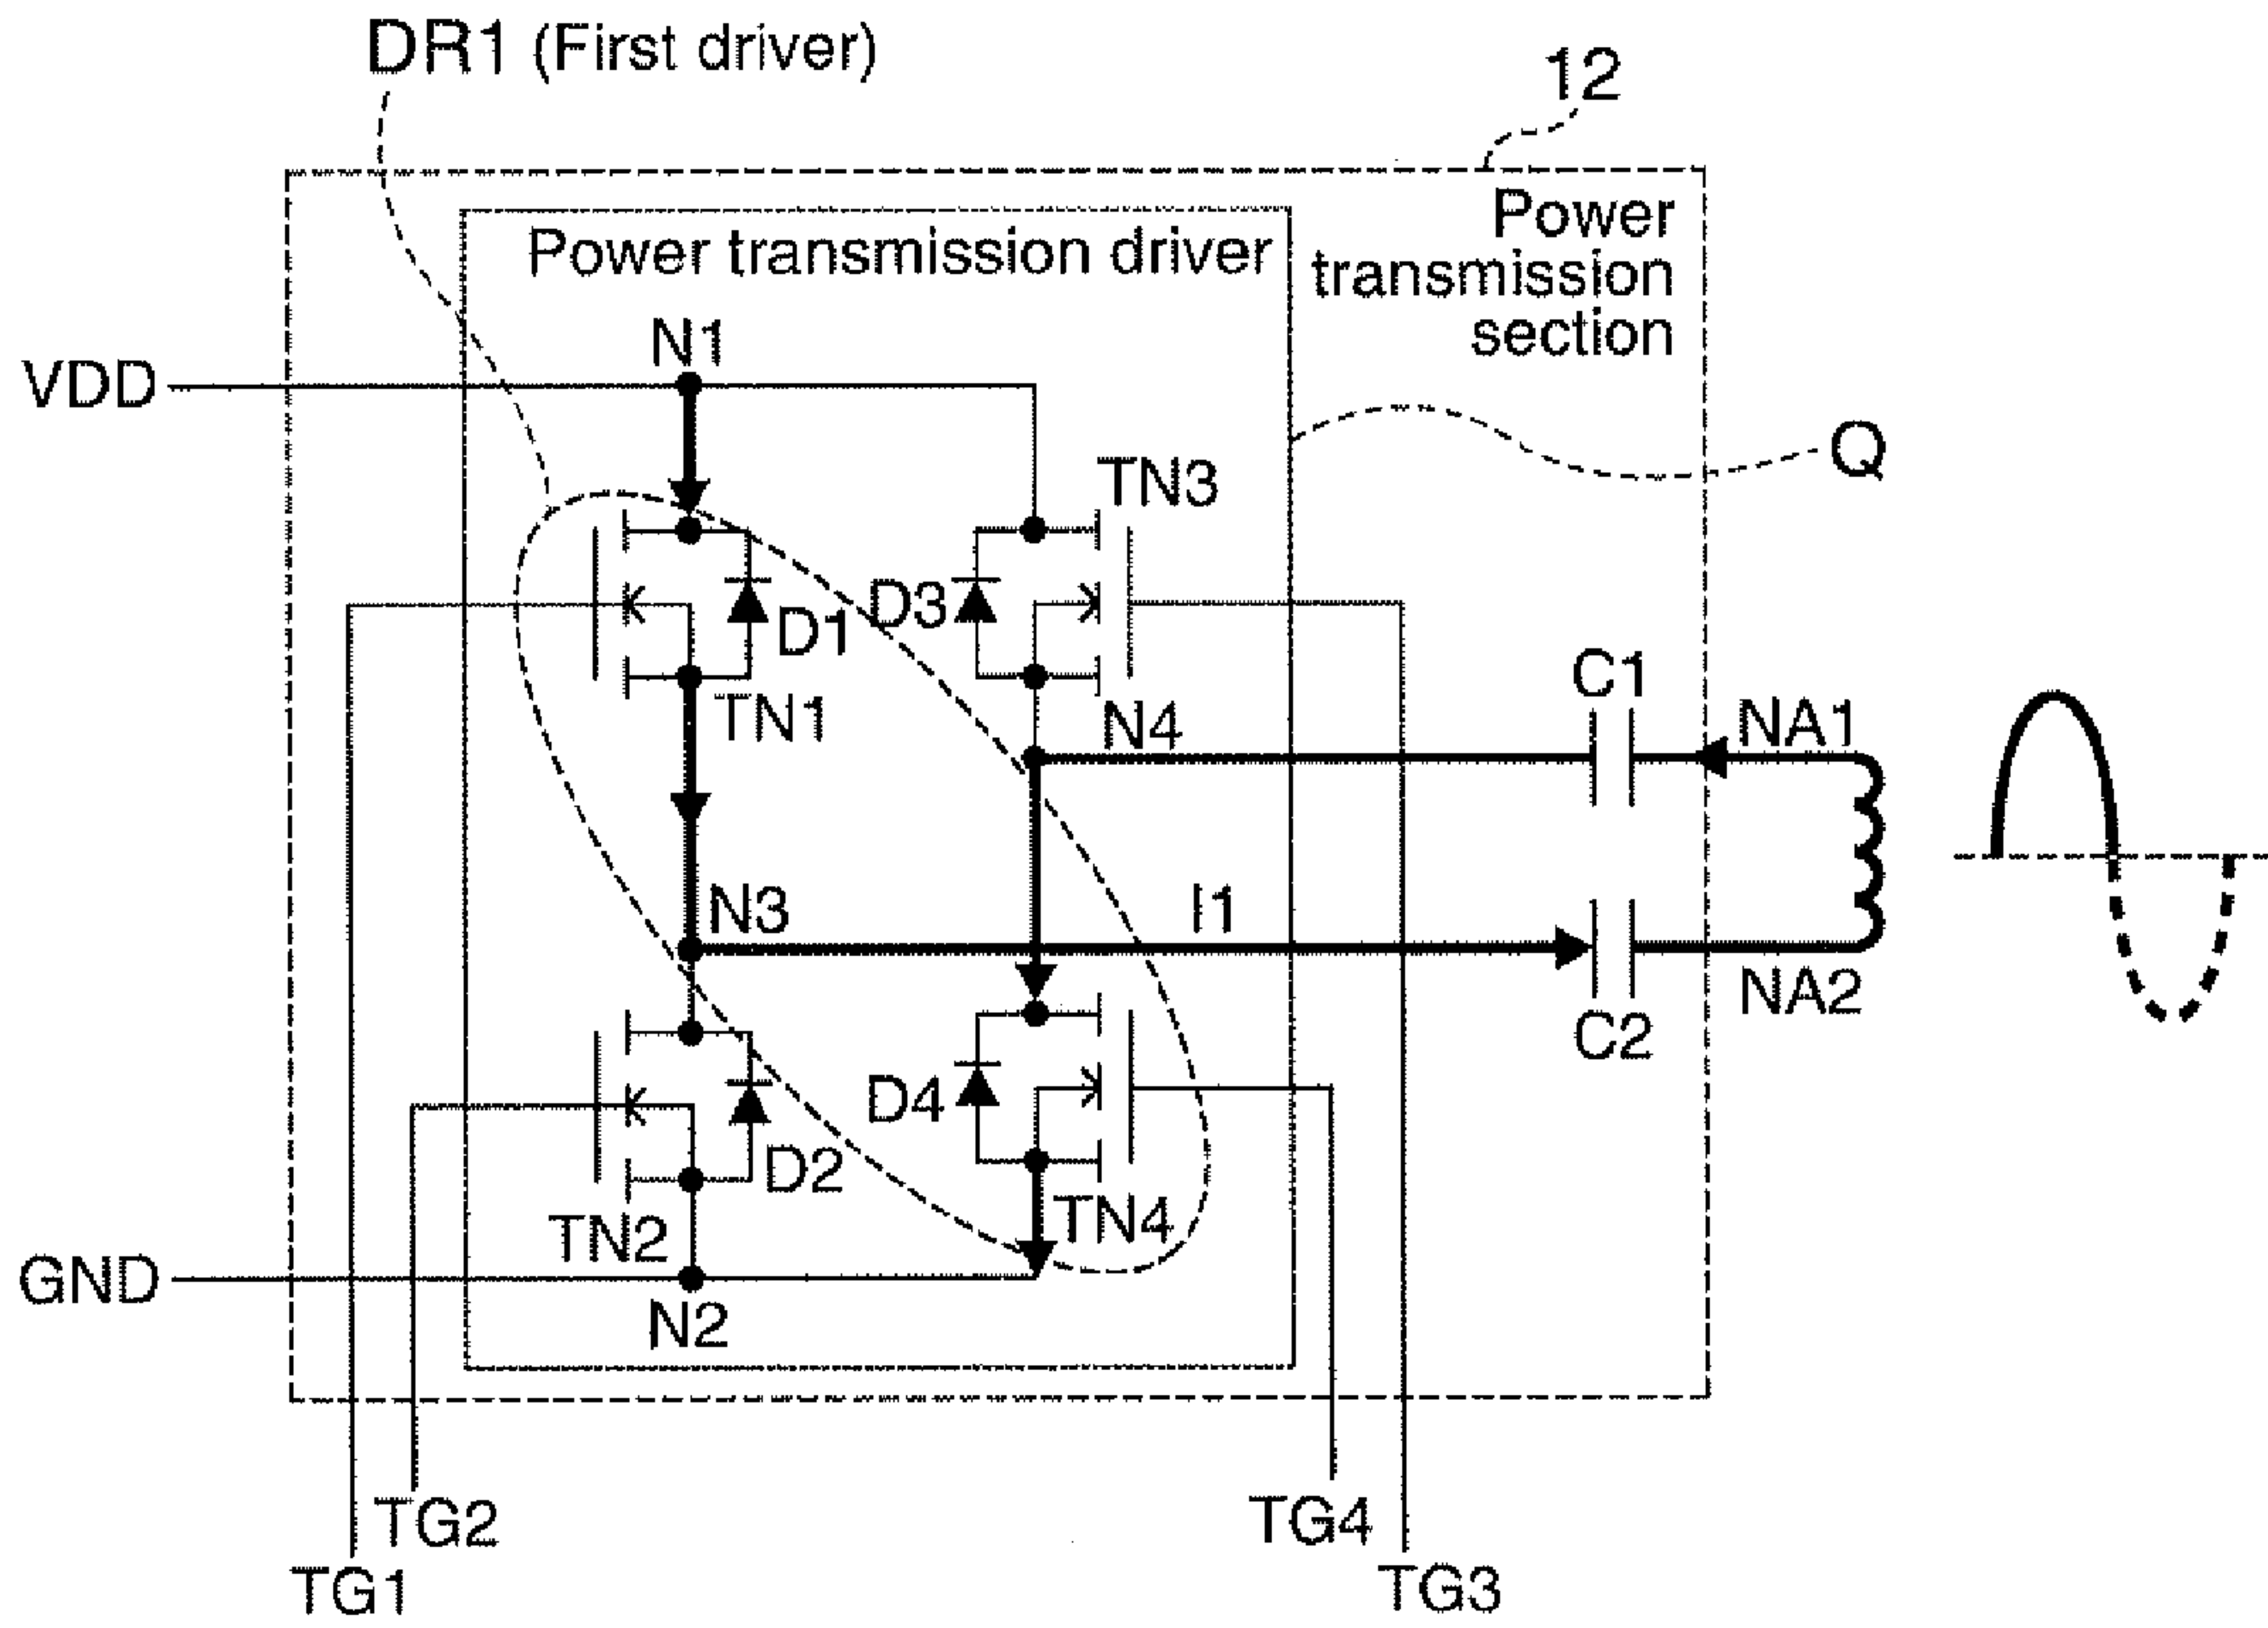 DR1 (First driver)
12
Power
transmission
section
Power transmission driver
N1
VDD
Q
TN3
D1
D3
TN1
N4
C1
NA1
N3
I1
NA2
C2
D4
D2
TN4
TN2
GND
N2
TG2
TG4
TG1
TG3